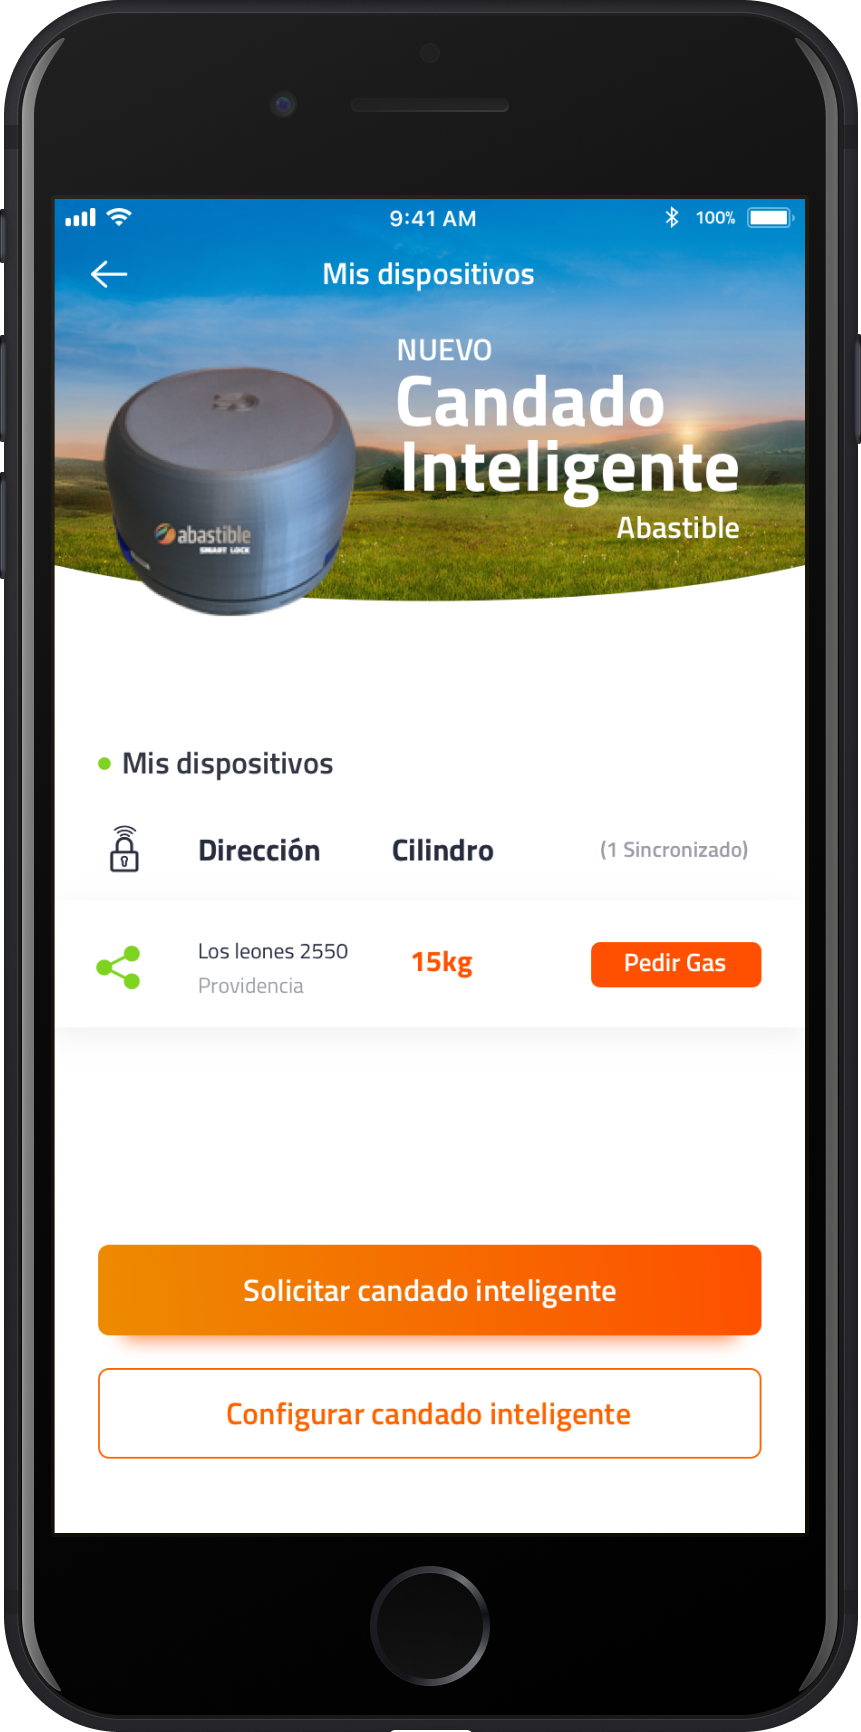 9:41 AM
100%
Mis dispositivos
NUEVO
Candado
Inteligente
Abastible
abastible
SMART LOCK
Mis dispositivos
Dirección Cilindro (1 Sincronizado)
Los leones 2550 15kg Pedir Gas
Providencia
Solicitar candado inteligente
Configurar candado inteligente